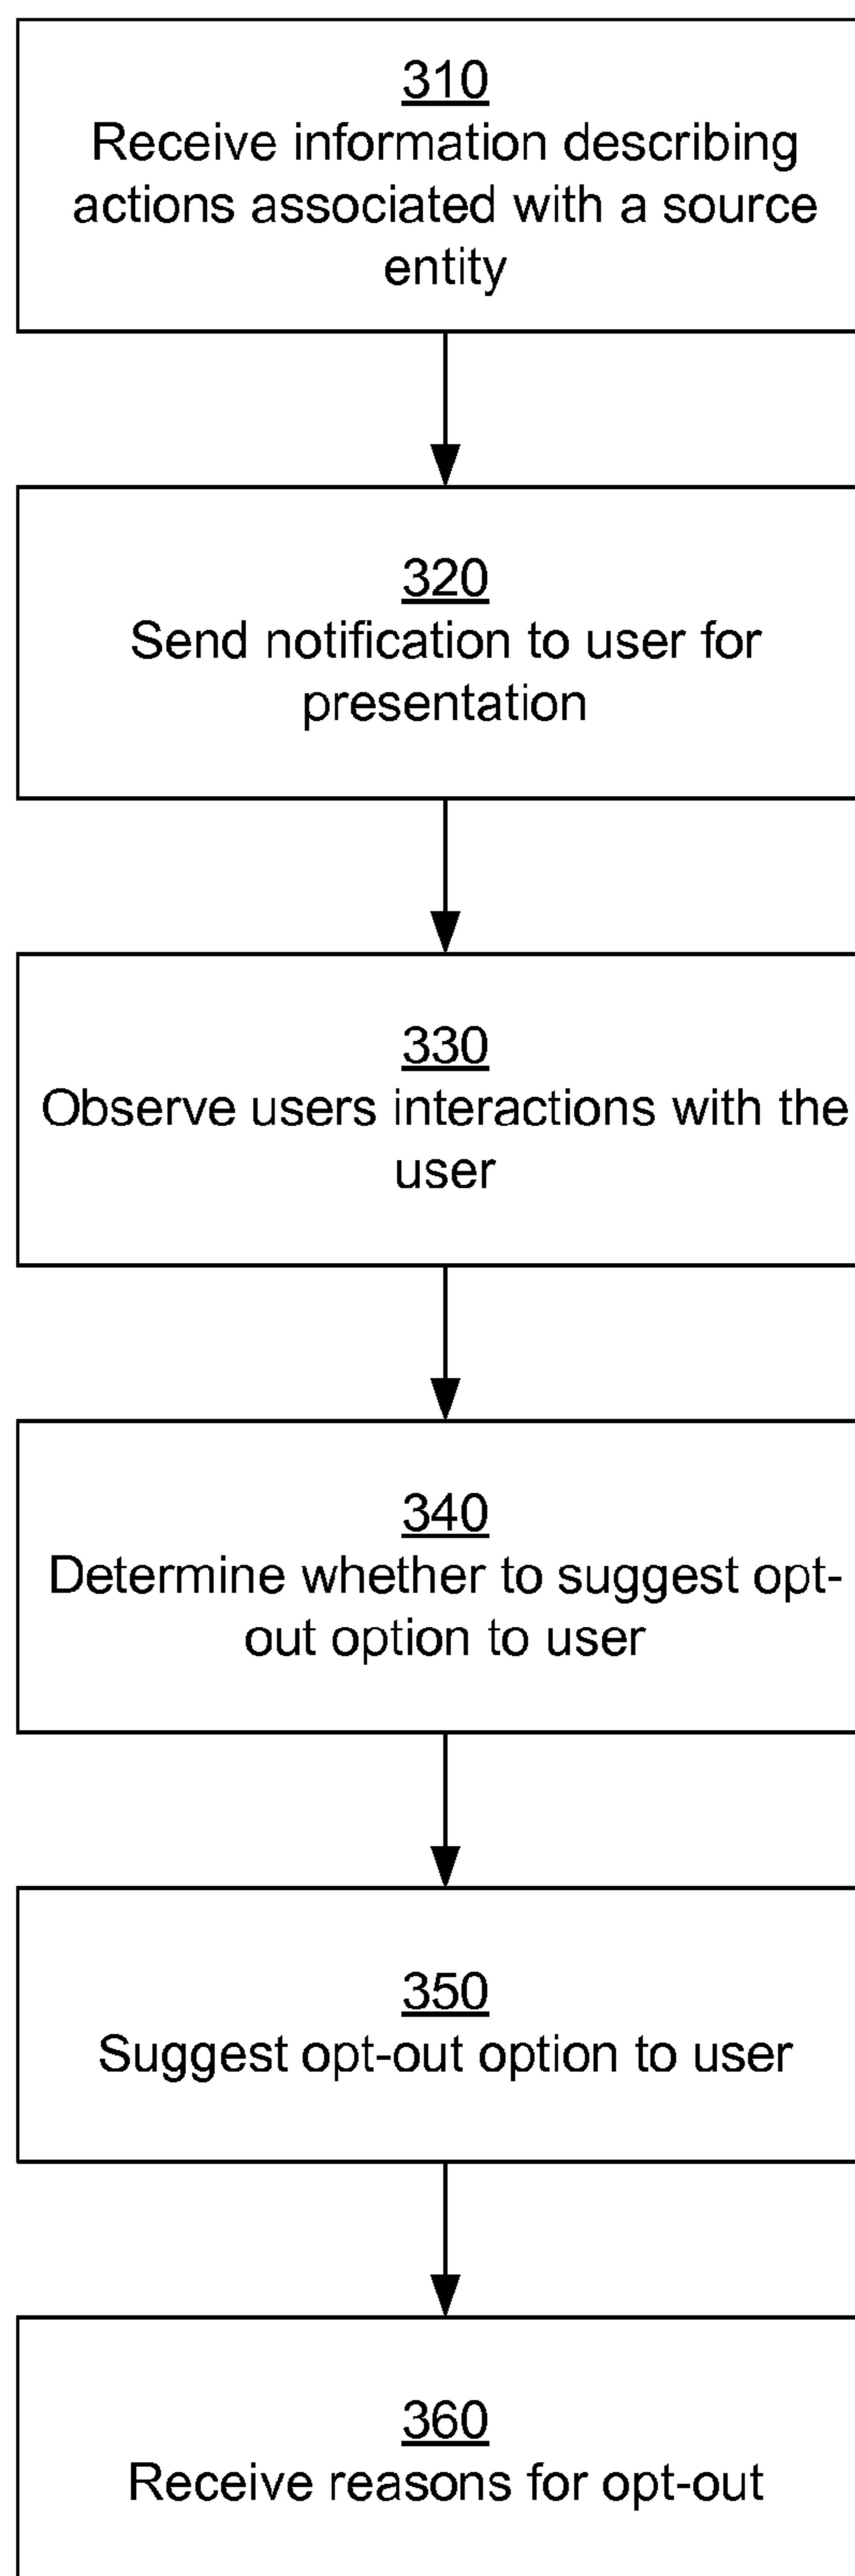 310
Receive information describing
actions associated with a source
entity
320
Send notification to user for
presentation
330
Observe users interactions with the
user
340
Determine whether to suggest opt-
out option to user
350
Suggest opt-out option to user
360
Receive reasons for opt-out